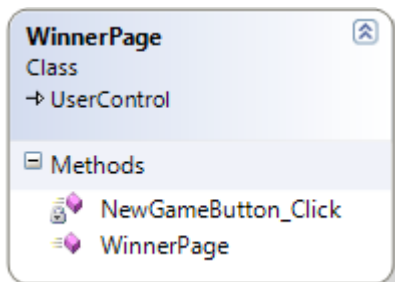 WinnerPage
Class
UserControl
Methods
NewGameButton_Click
WinnerPage